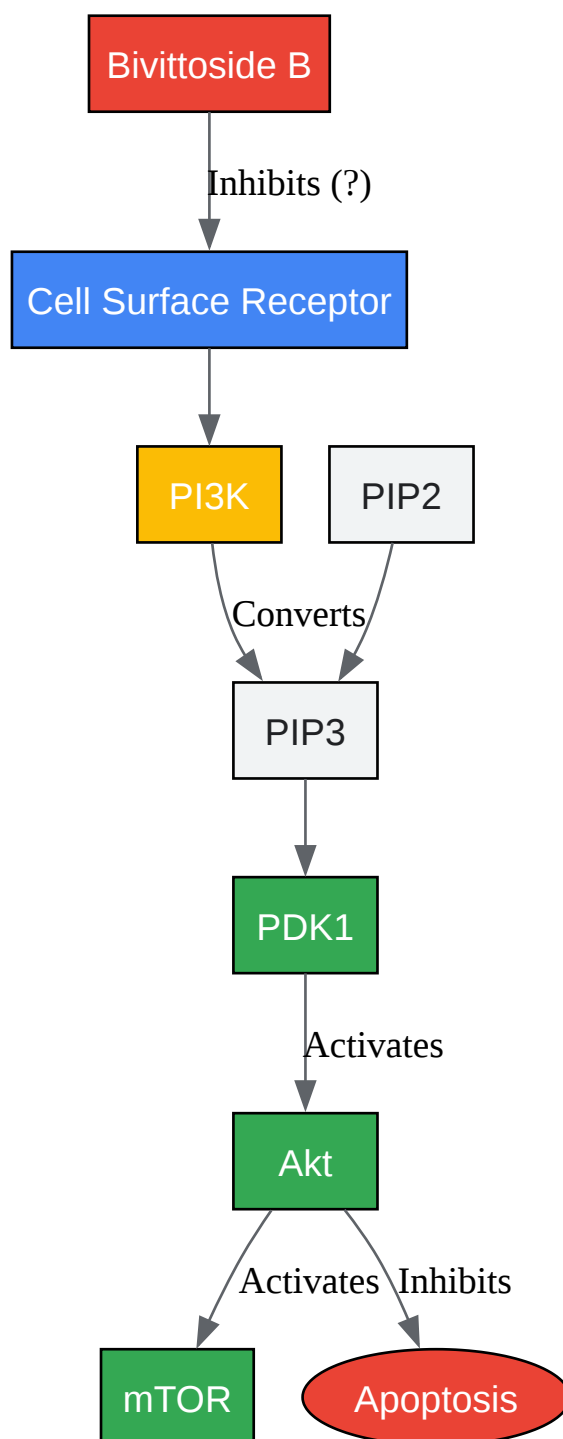 Bivittoside B
Inhibits (?)
Cell Surface Receptor
PI3K
PIP2
Converts
PIP3
PDK1
Activates
Akt
Activates
Inhibits
mTOR
Apoptosis